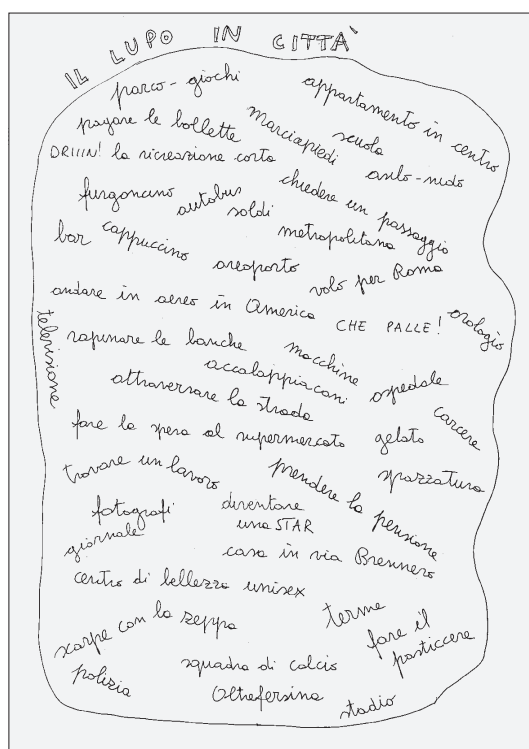 IL LUPO IN CITTÀ
parco-giochi
appartamento in centro
pagare le bollette
marciapiedi
scuola
DRIIIN! la ricreazione corta
asilo-nido
furgoncino
autobus
soldi
chiedere un passaggio
bar
cappuccino
metropolitana
areoporto
volo per Roma
andare in aereo in America
CHE PALLE!
orologio
televisione
rapinare le banche
macchine
accalappiacani
ospedale
attraversare la strada
carcere
fare la spesa al supermercato
gelato
trovare un lavoro
prendere la pensione
spazzatura
fotografi
diventare
una STAR
giornale
casa in via Brennero
centro di bellezza unisex
terme
scarpe con la zeppa
fare il
pasticcere
squadra di calcio
polizia
Oltrefersina
stadio